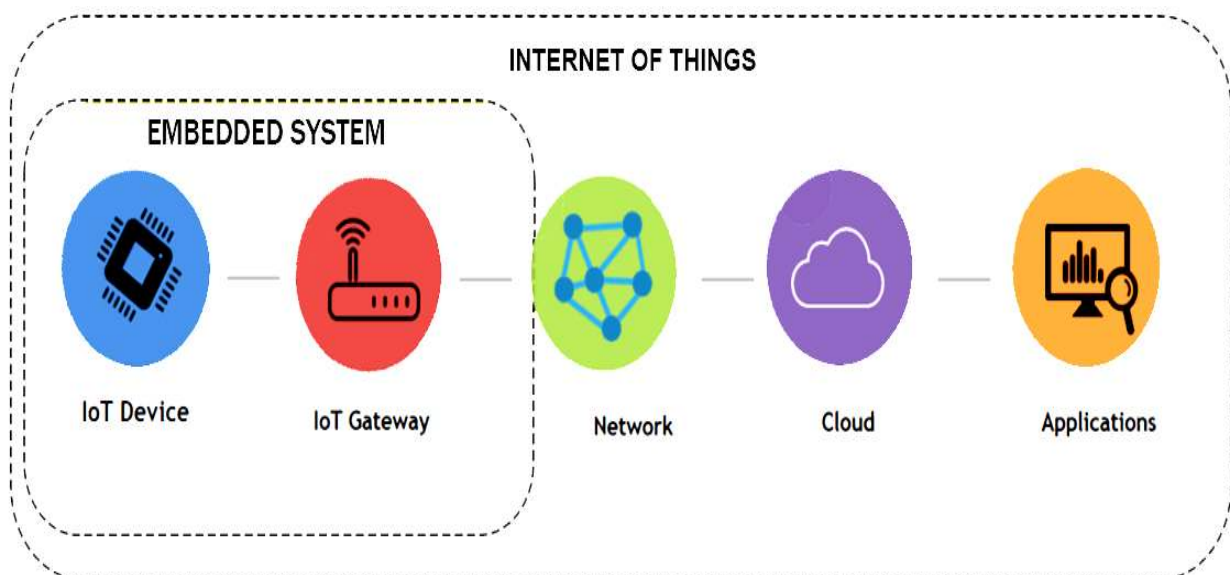 INTERNET OF THINGS
EMBEDDED SYSTEM
IoT Device
IoT Gateway
Network
Cloud
Applications